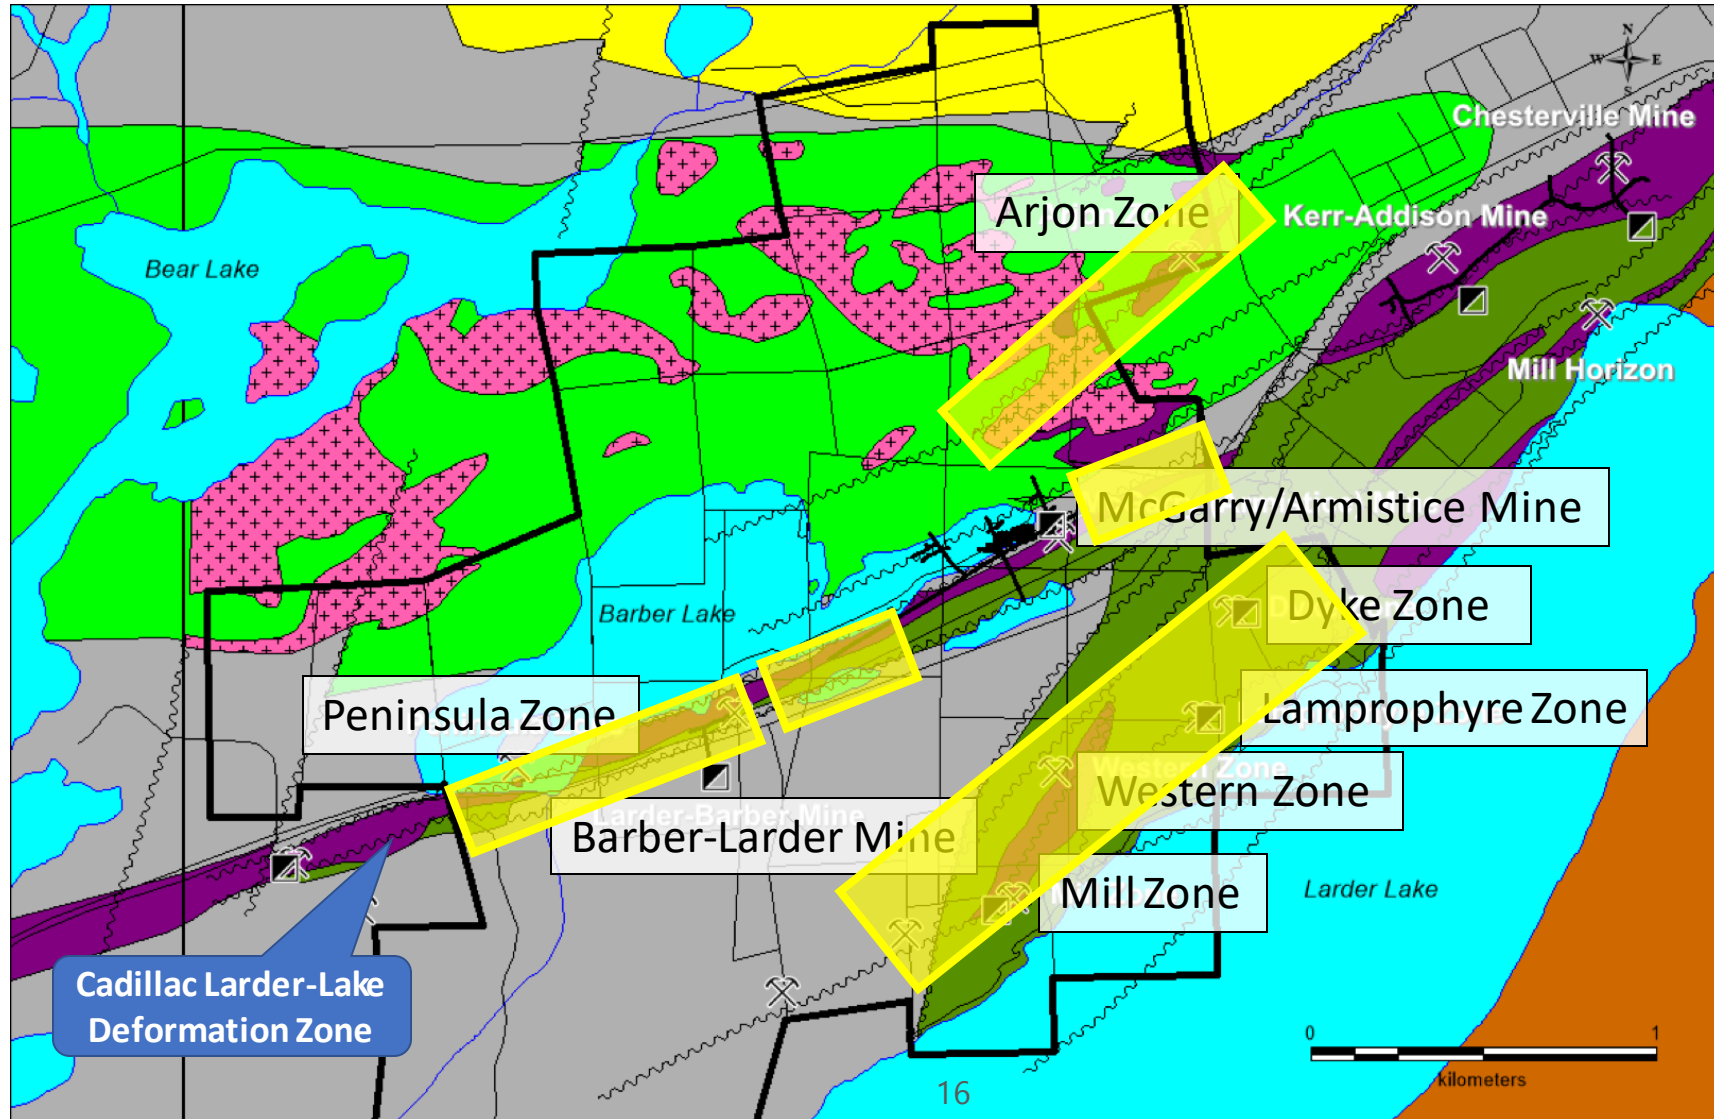 N
W E
S
Chesterville Mine
Arjon Zone
Kerr-Addison Mine
Bear Lake
Mill Horizon
McGarry/Armistice Mine
Barber Lake
Dyke Zone
Peninsula Zone
Lamprophyre Zone
Western Zone
Western Zone
Larder-Barber Mine
Barber-Larder Mine
Mill Zone
Larder Lake
Cadillac Larder-Lake
Deformation Zone
0 1
kilometers
16